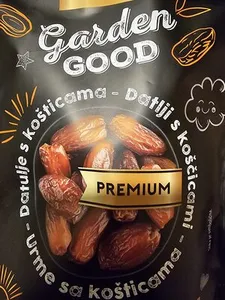 Garden
GOOD
Datulje s košticama - Datlji s koščicami -
Urme sa košticama -
PREMIUM